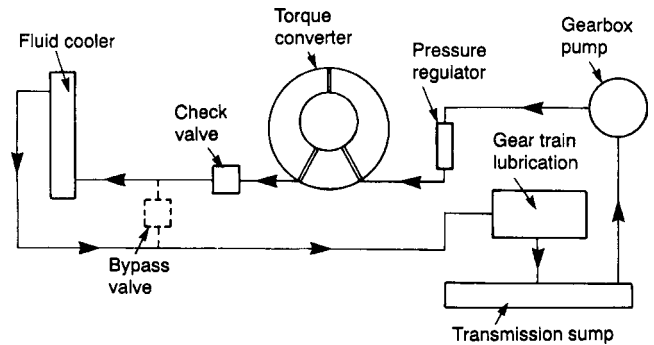 Torque
converter
Fluid cooler
Pressure
regulator
Gearbox
pump
Check
valve
Gear train
lubrication
Bypass
valve
Transmission sump